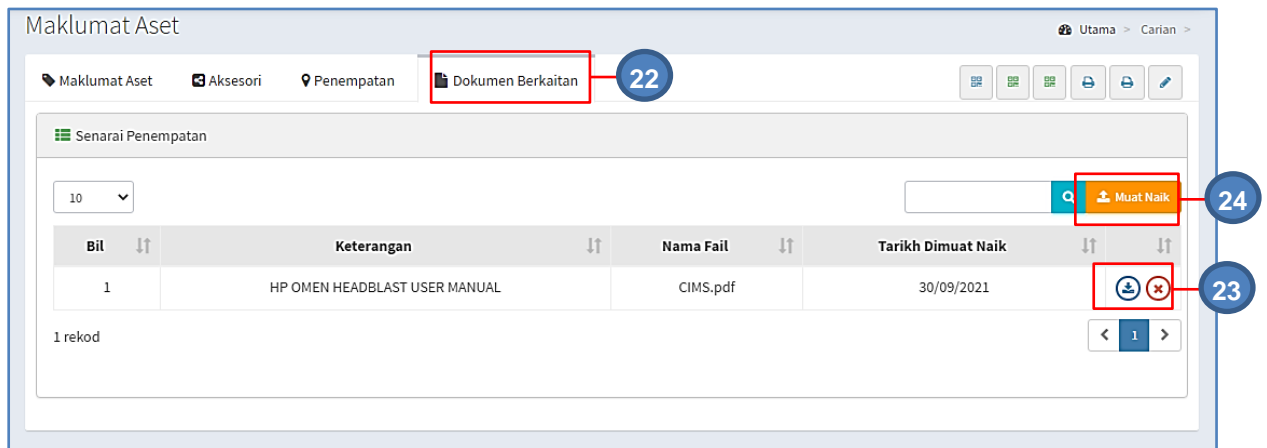 Maklumat Aset
Utama > Carian >
Maklumat Aset Aksesori Penempatan Dokumen Berkaitan 22
Senarai Penempatan
10 Muat Naik 24
Bil Keterangan Nama Fail Tarikh Dimuat Naik
1 HP OMEN HEADBLAST USER MANUAL CIMS.pdf 30/09/2021 23
1 rekod < 1 >